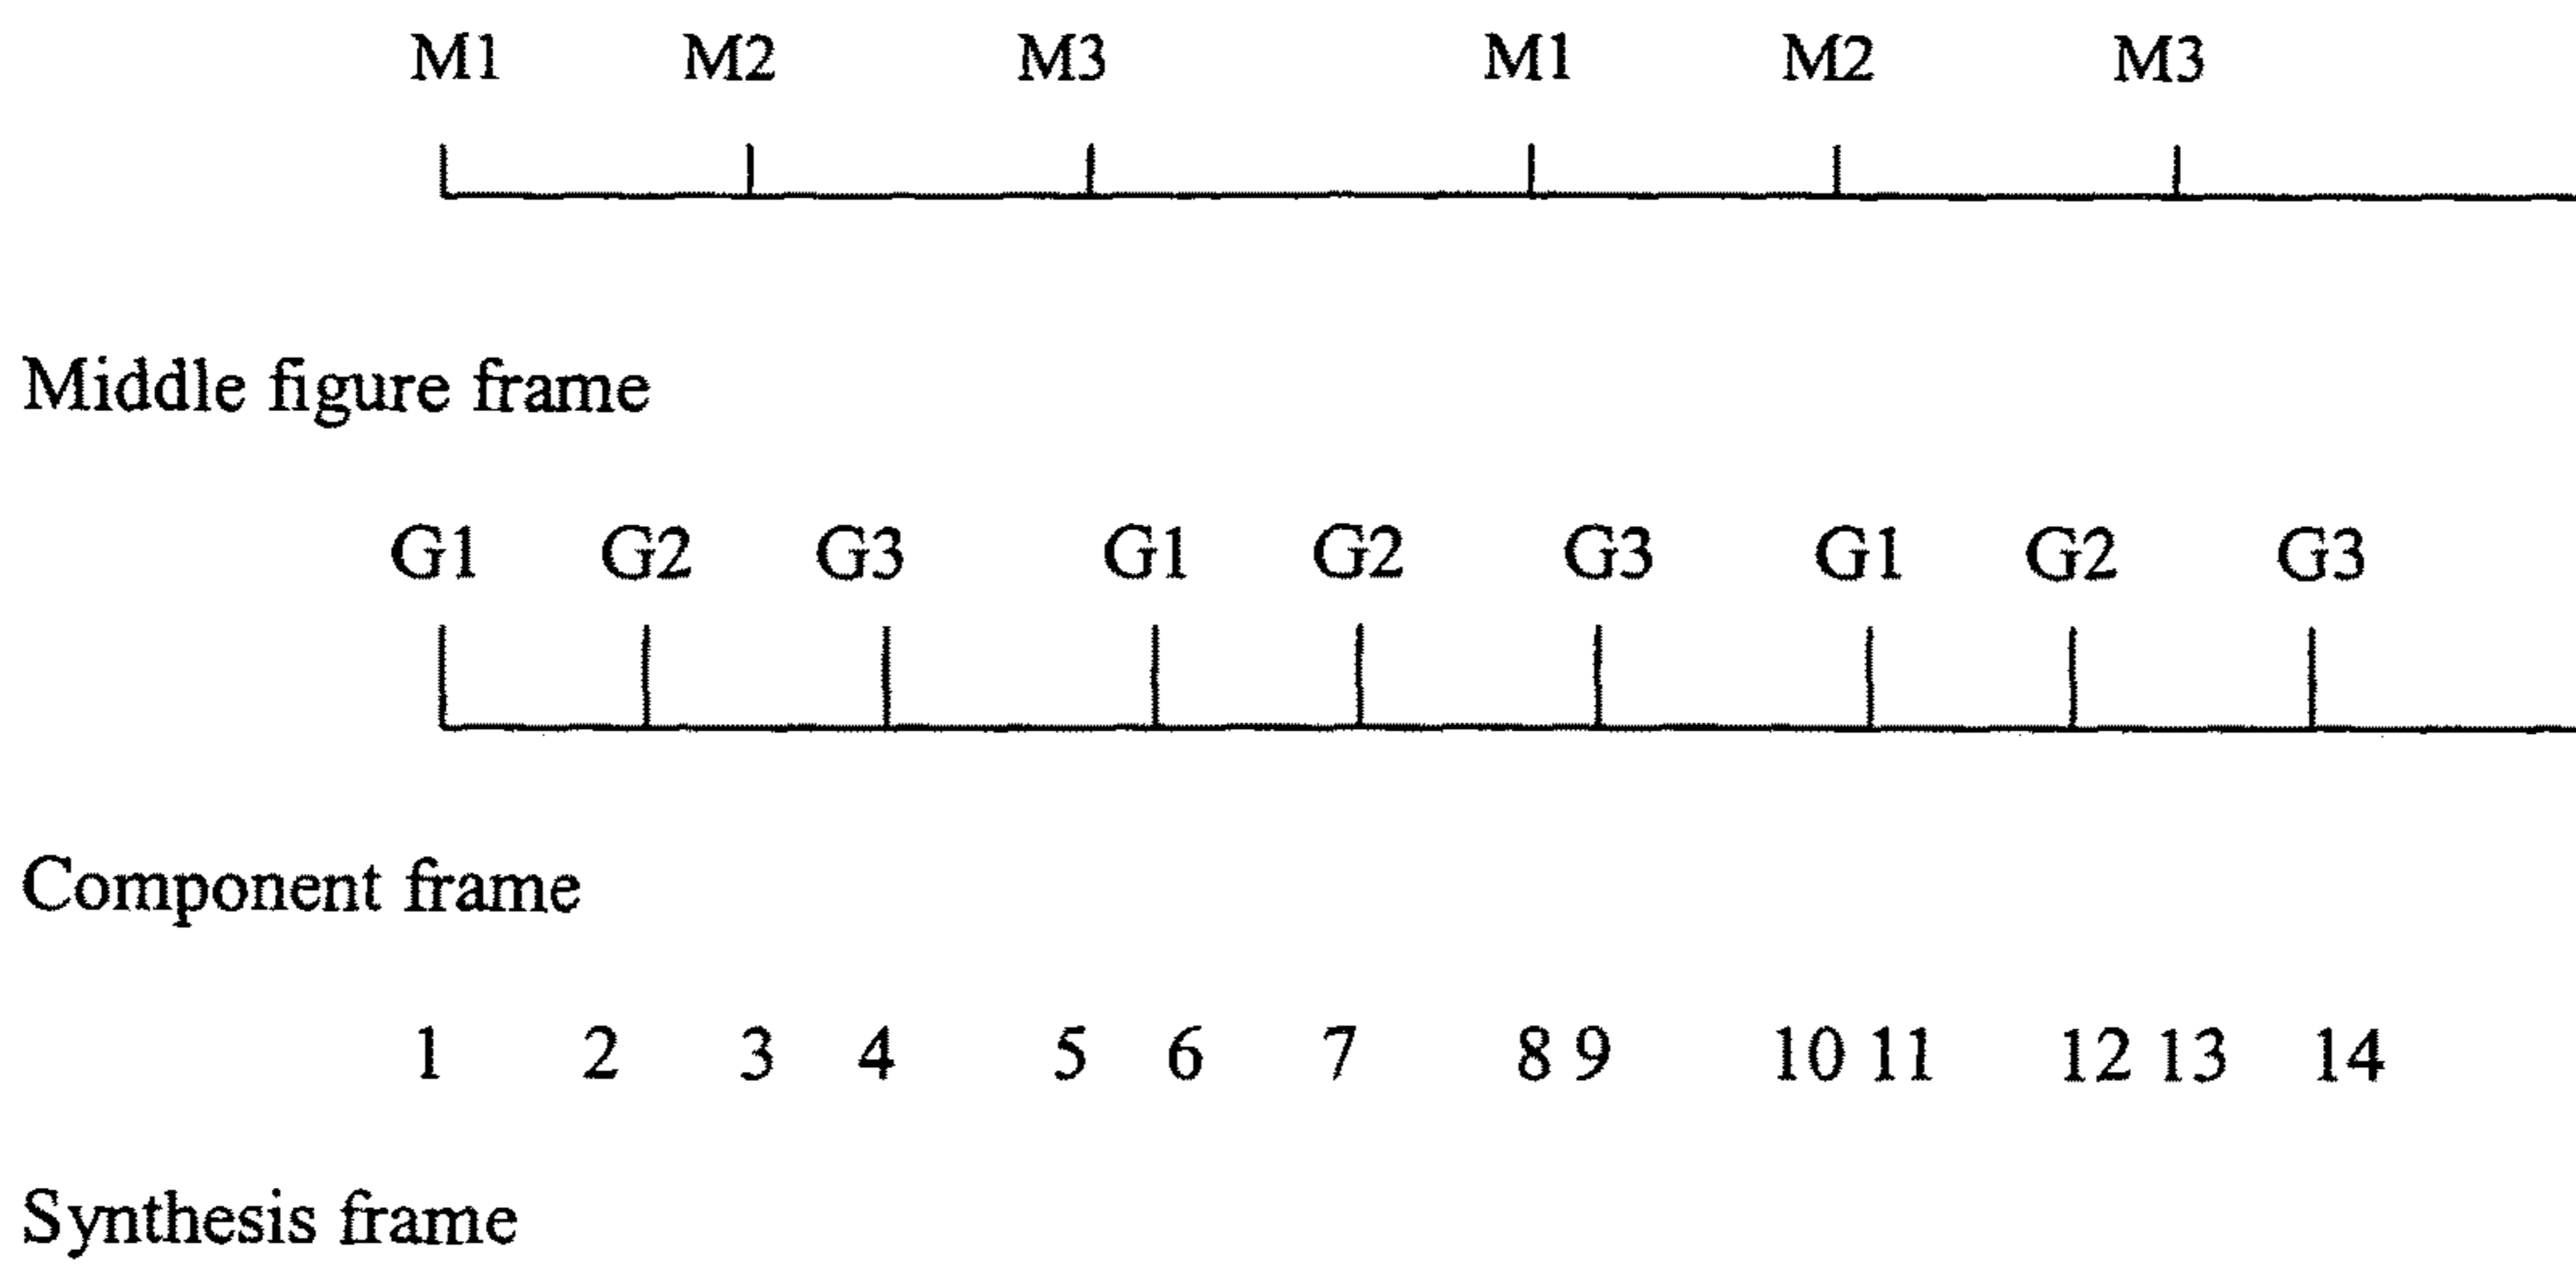 M1 M2 M3 M1 M2 M3
Middle figure frame
G1 G2 G3 G1 G2 G3 G1 G2 G3
Component frame
1 2 3 4 5 6 7 8 9 10 11 12 13 14
Synthesis frame